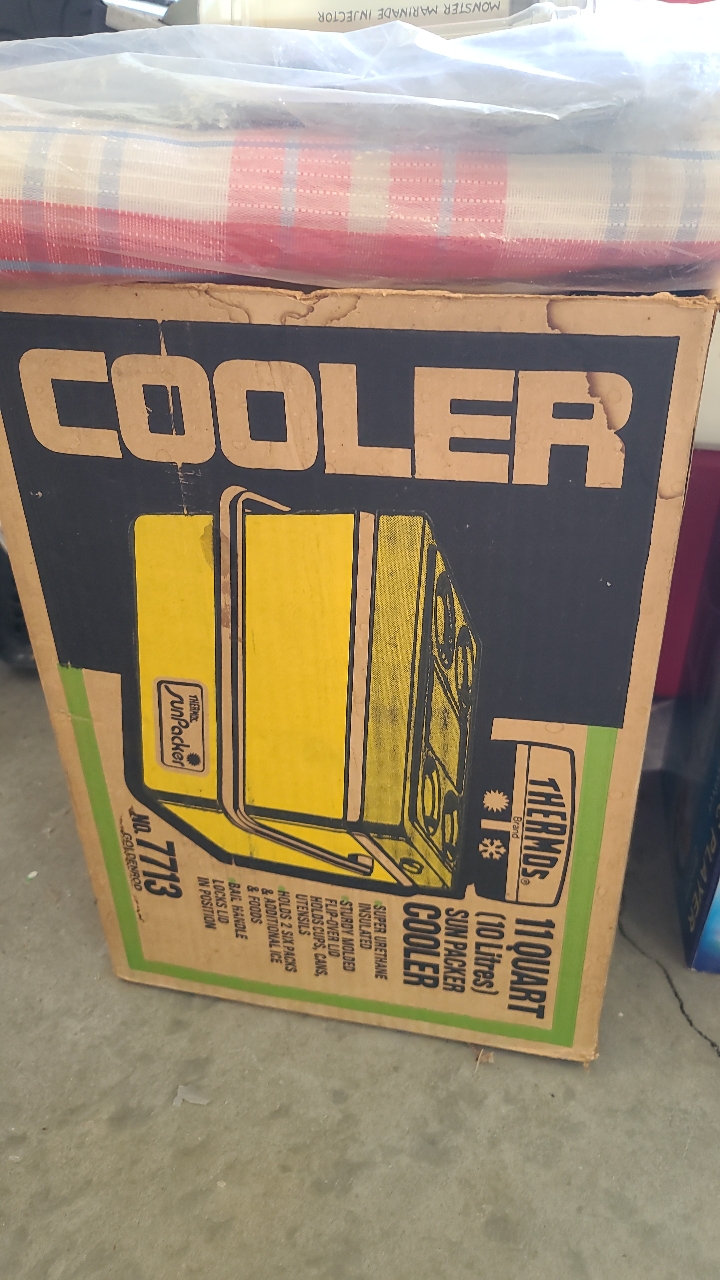 MONSTER MARINADE INJECTOR
COOLER
THERMOS
SunPacker
THERMOS®
Brand
11 QUART
(10 Litres)
SUN PACKER
COOLER
SUPER URETHANE
INSULATED
STURDY MOLDED
FLIP-OVER LID
HOLDS CUPS, CANS,
UTENSILS
HOLDS 2 SIX PACKS
& ADDITIONAL ICE
& FOODS
BAIL HANDLE
LOCKS LID
IN POSITION
NO. 7713
GOLDENROD
PLAYER